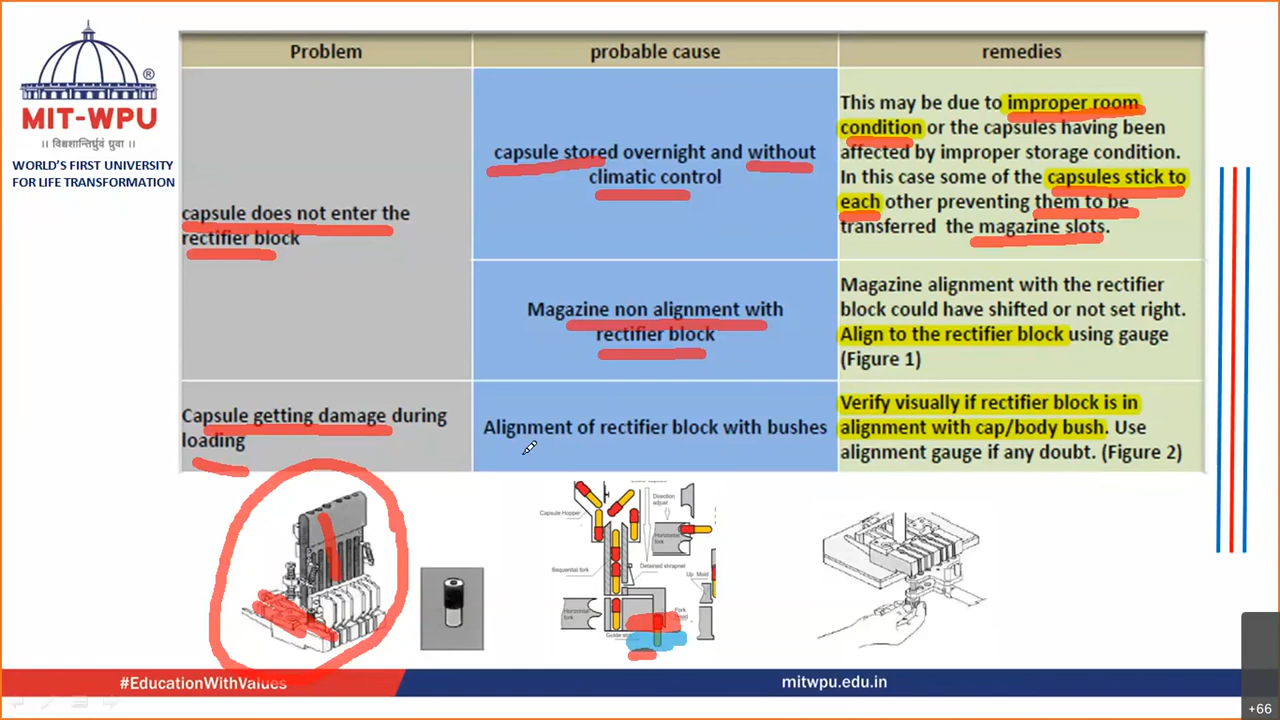 Problem
probable cause
remedies
®
MIT-WPU
|| विश्वशान्तिर्ध्रुवं ध्रुवा ||
WORLD'S FIRST UNIVERSITY
FOR LIFE TRANSFORMATION
capsule does not enter the
rectifier block
capsule stored overnight and without
climatic control
This may be due to improper room
condition or the capsules having been
affected by improper storage condition.
In this case some of the capsules stick to
each other preventing them to be
transferred the magazine slots.
Magazine non alignment with
rectifier block
Magazine alignment with the rectifier
block could have shifted or not set right.
Align to the rectifier block using gauge
(Figure 1)
Capsule getting damage during
loading
Alignment of rectifier block with bushes
Verify visually if rectifier block is in
alignment with cap/body bush. Use
alignment gauge if any doubt. (Figure 2)
Capsule Hopper
Direction
adjust
Horizontal
fork
Sequential fork
Detained shrapnel
Up Mold
Horizontal
fork
Fork
Guide
#EducationWithValues
mitwpu.edu.in
+66